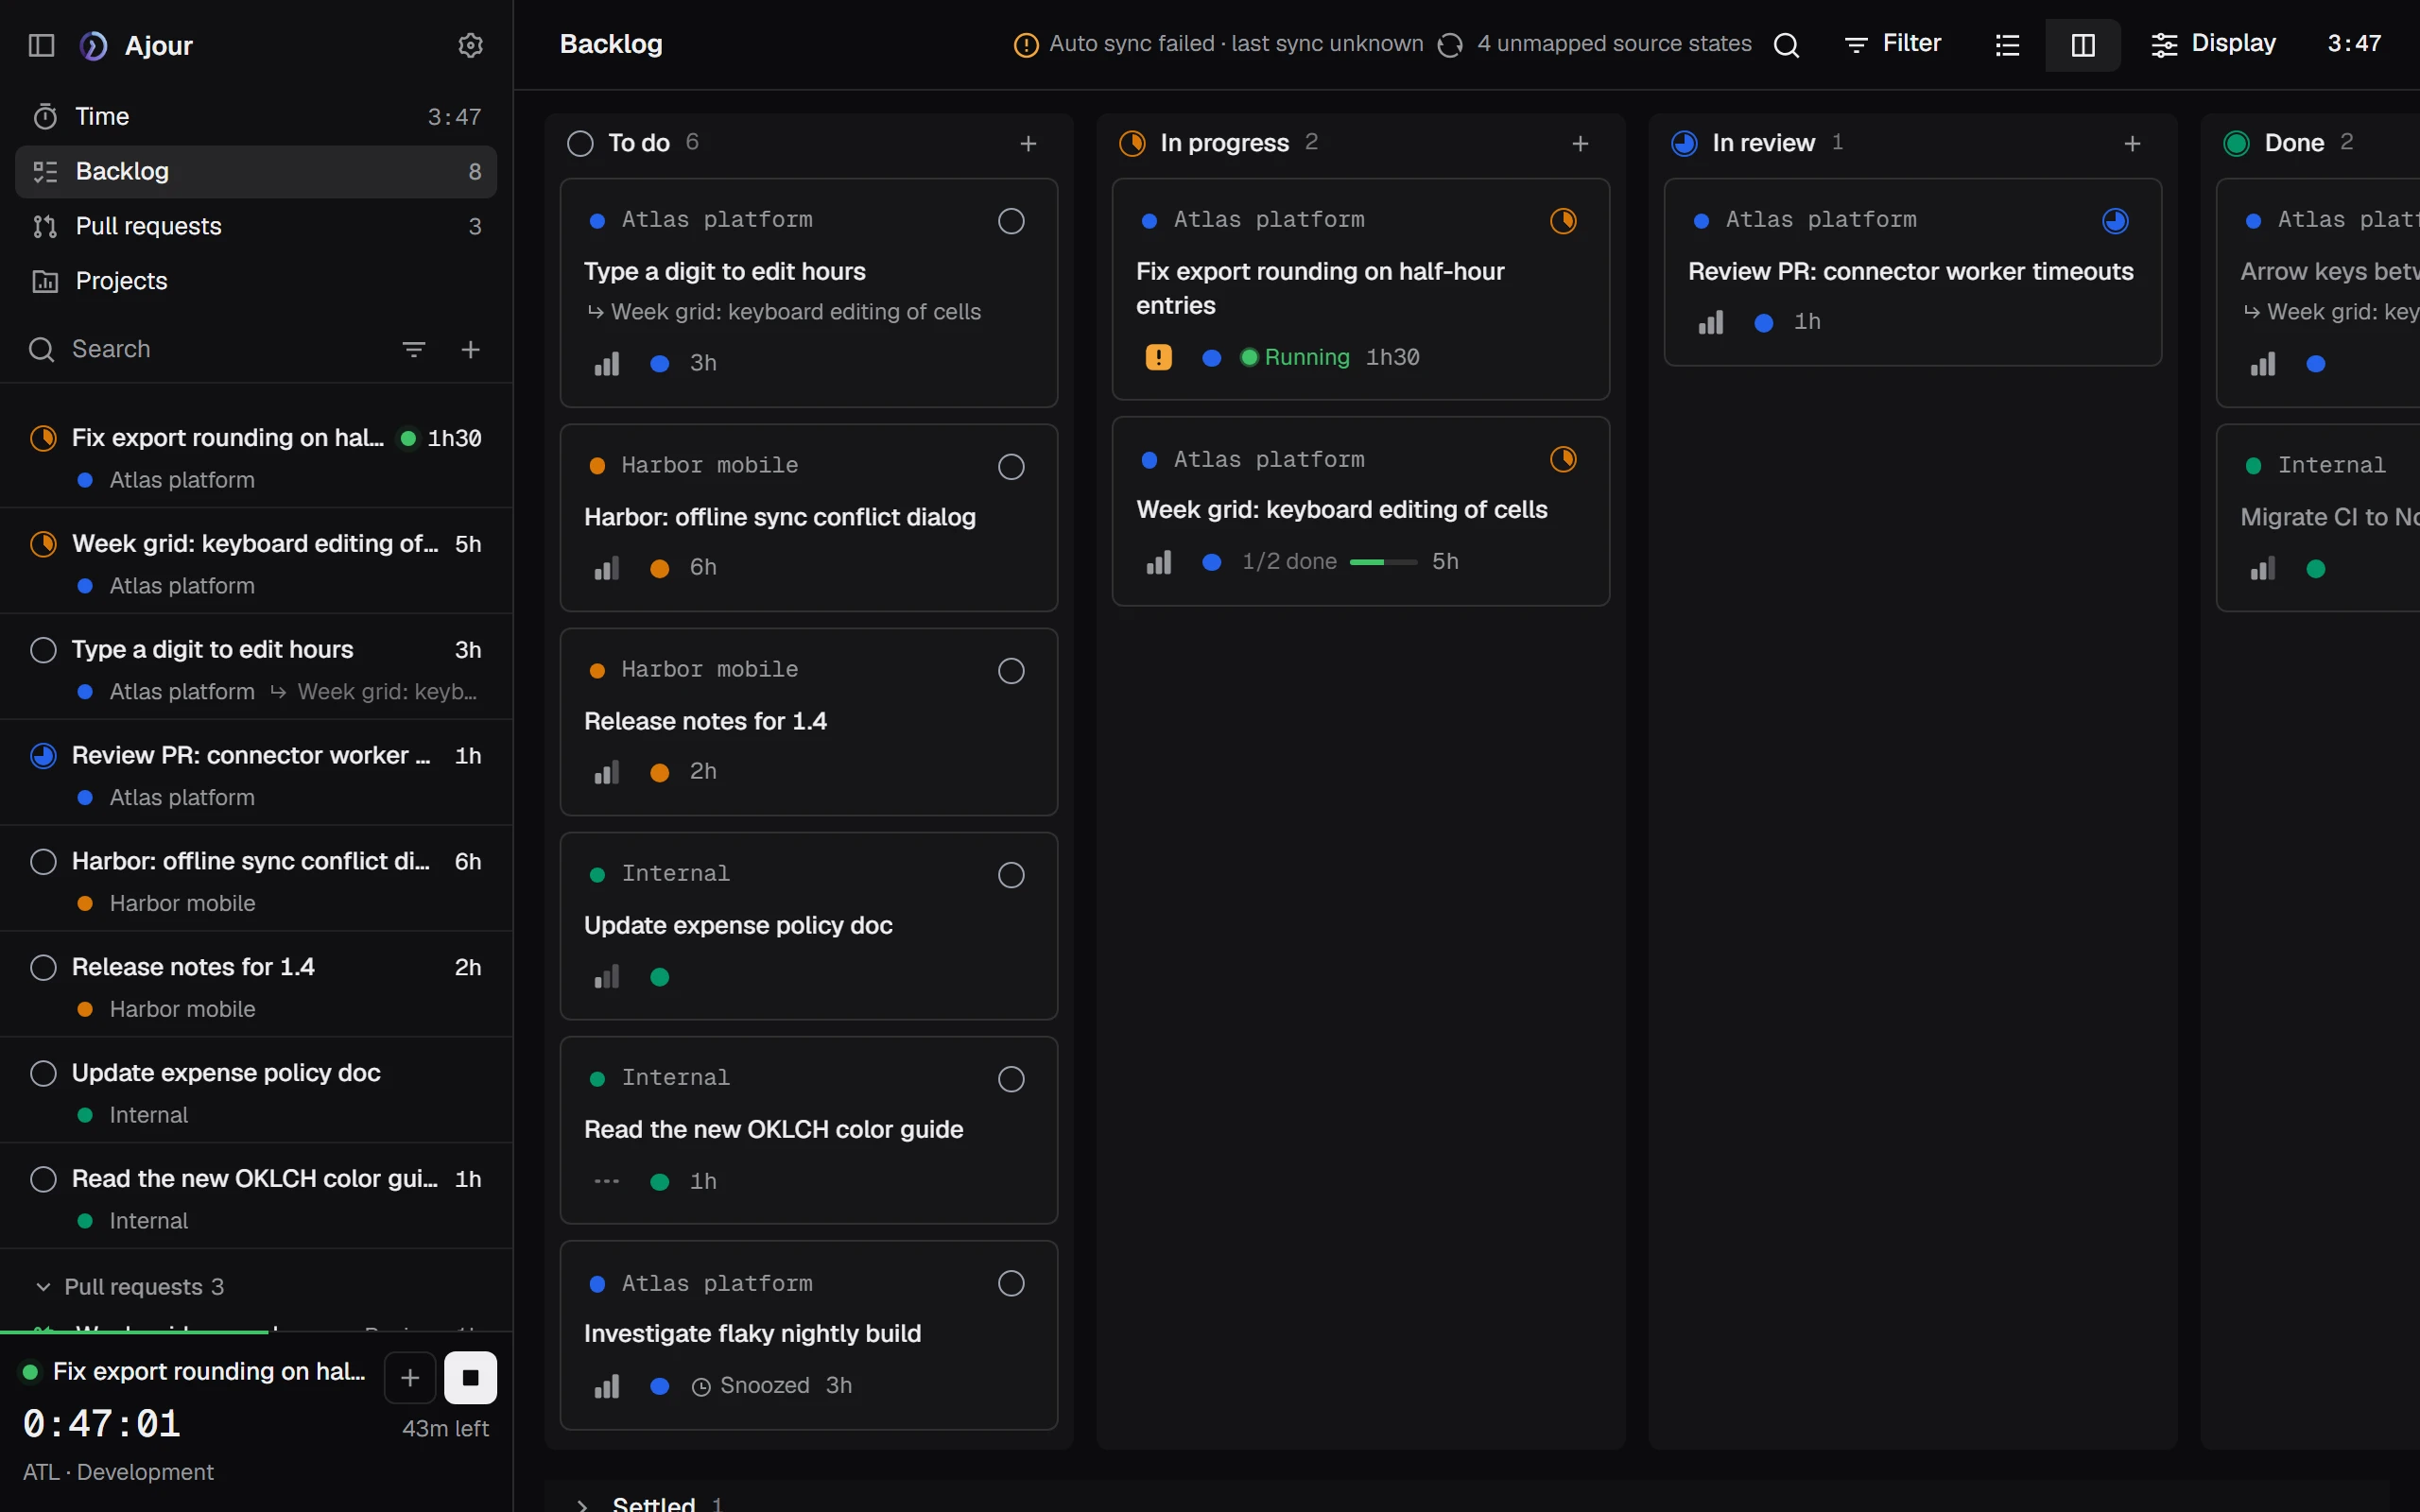 Ajour
Time 3:47
Backlog 8
Pull requests 3
Projects
Search
Fix export rounding on hal... 1h30
Atlas platform
Week grid: keyboard editing of... 5h
Atlas platform
Type a digit to edit hours 3h
Atlas platform ↳ Week grid: keyb...
Review PR: connector worker ... 1h
Atlas platform
Harbor: offline sync conflict di... 6h
Harbor mobile
Release notes for 1.4 2h
Harbor mobile
Update expense policy doc
Internal
Read the new OKLCH color gui... 1h
Internal
Pull requests 3
Fix export rounding on hal...
0:47:01 43m left
ATL · Development
Backlog
Auto sync failed · last sync unknown 4 unmapped source states Filter Display 3:47
To do 6
Atlas platform
Type a digit to edit hours
↳ Week grid: keyboard editing of cells
3h
Harbor mobile
Harbor: offline sync conflict dialog
6h
Harbor mobile
Release notes for 1.4
2h
Internal
Update expense policy doc
Internal
Read the new OKLCH color guide
1h
Atlas platform
Investigate flaky nightly build
Snoozed 3h
In progress 2
Atlas platform
Fix export rounding on half-hour
entries
Running 1h30
Atlas platform
Week grid: keyboard editing of cells
1/2 done 5h
In review 1
Atlas platform
Review PR: connector worker timeouts
1h
Done 2
Atlas
Arrow keys
↳ Week grid:
Internal
Migrate CI to
Settled 1